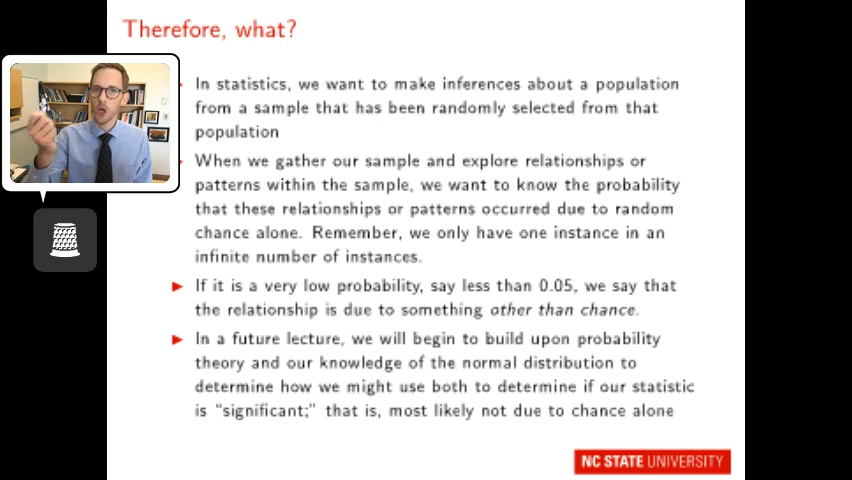 Therefore, what?
In statistics, we want to make inferences about a population
from a sample that has been randomly selected from that
population
When we gather our sample and explore relationships or
patterns within the sample, we want to know the probability
that these relationships or patterns occurred due to random
chance alone. Remember, we only have one instance in an
infinite number of instances.
If it is a very low probability, say less than 0.05, we say that
the relationship is due to something other than chance.
In a future lecture, we will begin to build upon probability
theory and our knowledge of the normal distribution to
determine how we might use both to determine if our statistic
is "significant;" that is, most likely not due to chance alone
NC STATE UNIVERSITY